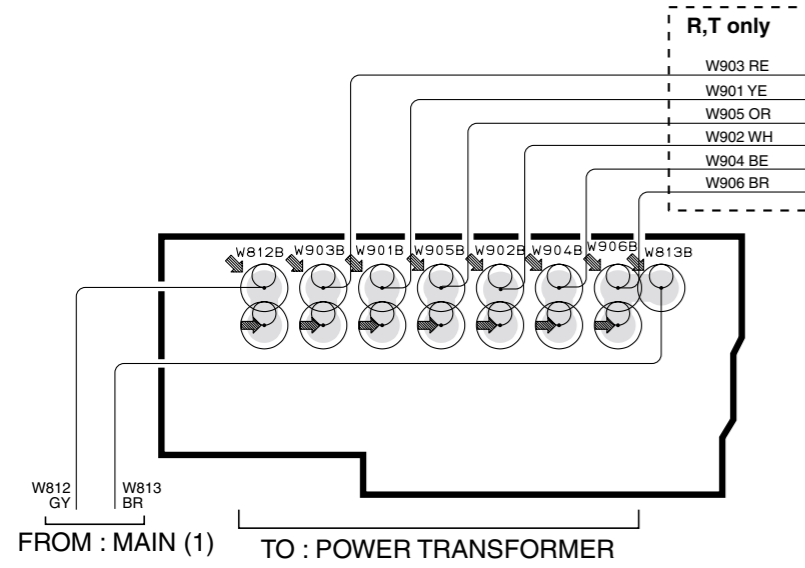 R,T only
W903 RE
W901 YE
W905 OR
W902 WH
W904 BE
W906 BR
W812B W903B W901B W905B W902B W904B W906B W813B
W812 W813
GY BR
FROM : MAIN (1) TO : POWER TRANSFORMER